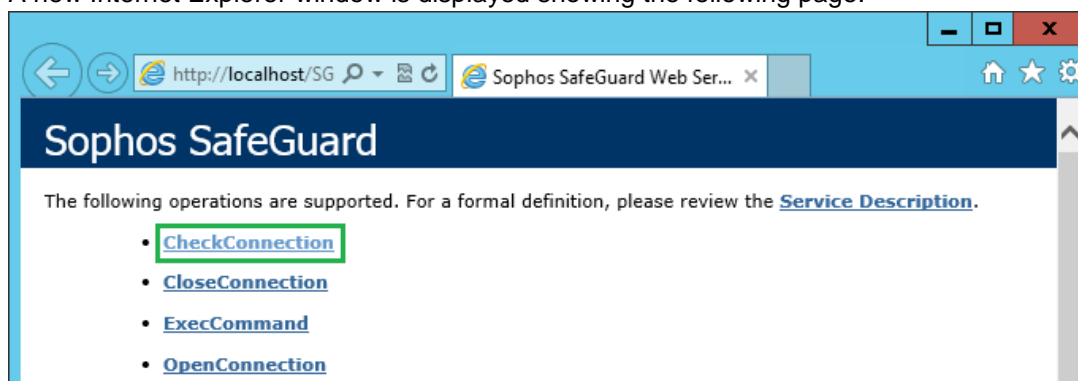 A new Internet Explorer window is displayed showing the following page:
http://localhost/SG
Sophos SafeGuard Web Ser...
Sophos SafeGuard
The following operations are supported. For a formal definition, please review the Service Description.
• CheckConnection
• CloseConnection
• ExecCommand
• OpenConnection